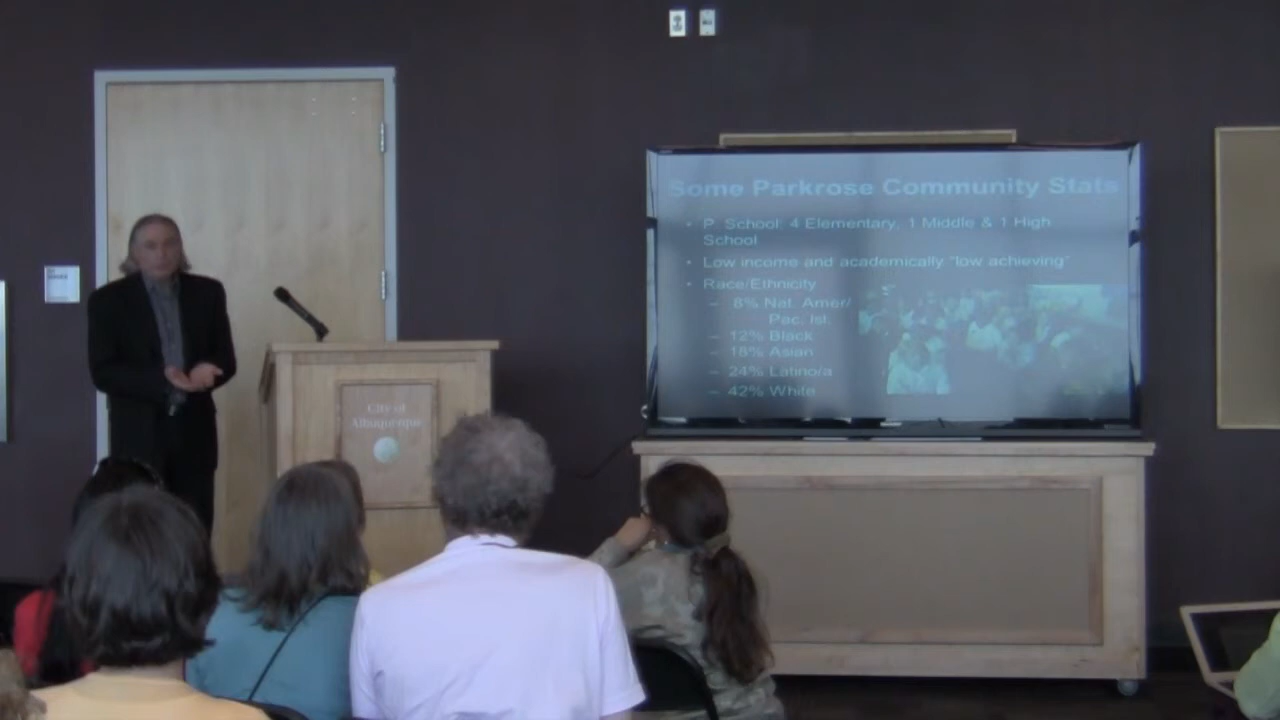 Some Parkrose Community Stats
• P. School: 4 Elementary, 1 Middle & 1 High
School
• Low income and academically "low achieving"
• Race/Ethnicity
– 8% Nat. Amer/
Pac. Isl.
– 12% Black
– 18% Asian
– 24% Latino/a
– 42% White
City of
Albuquerque